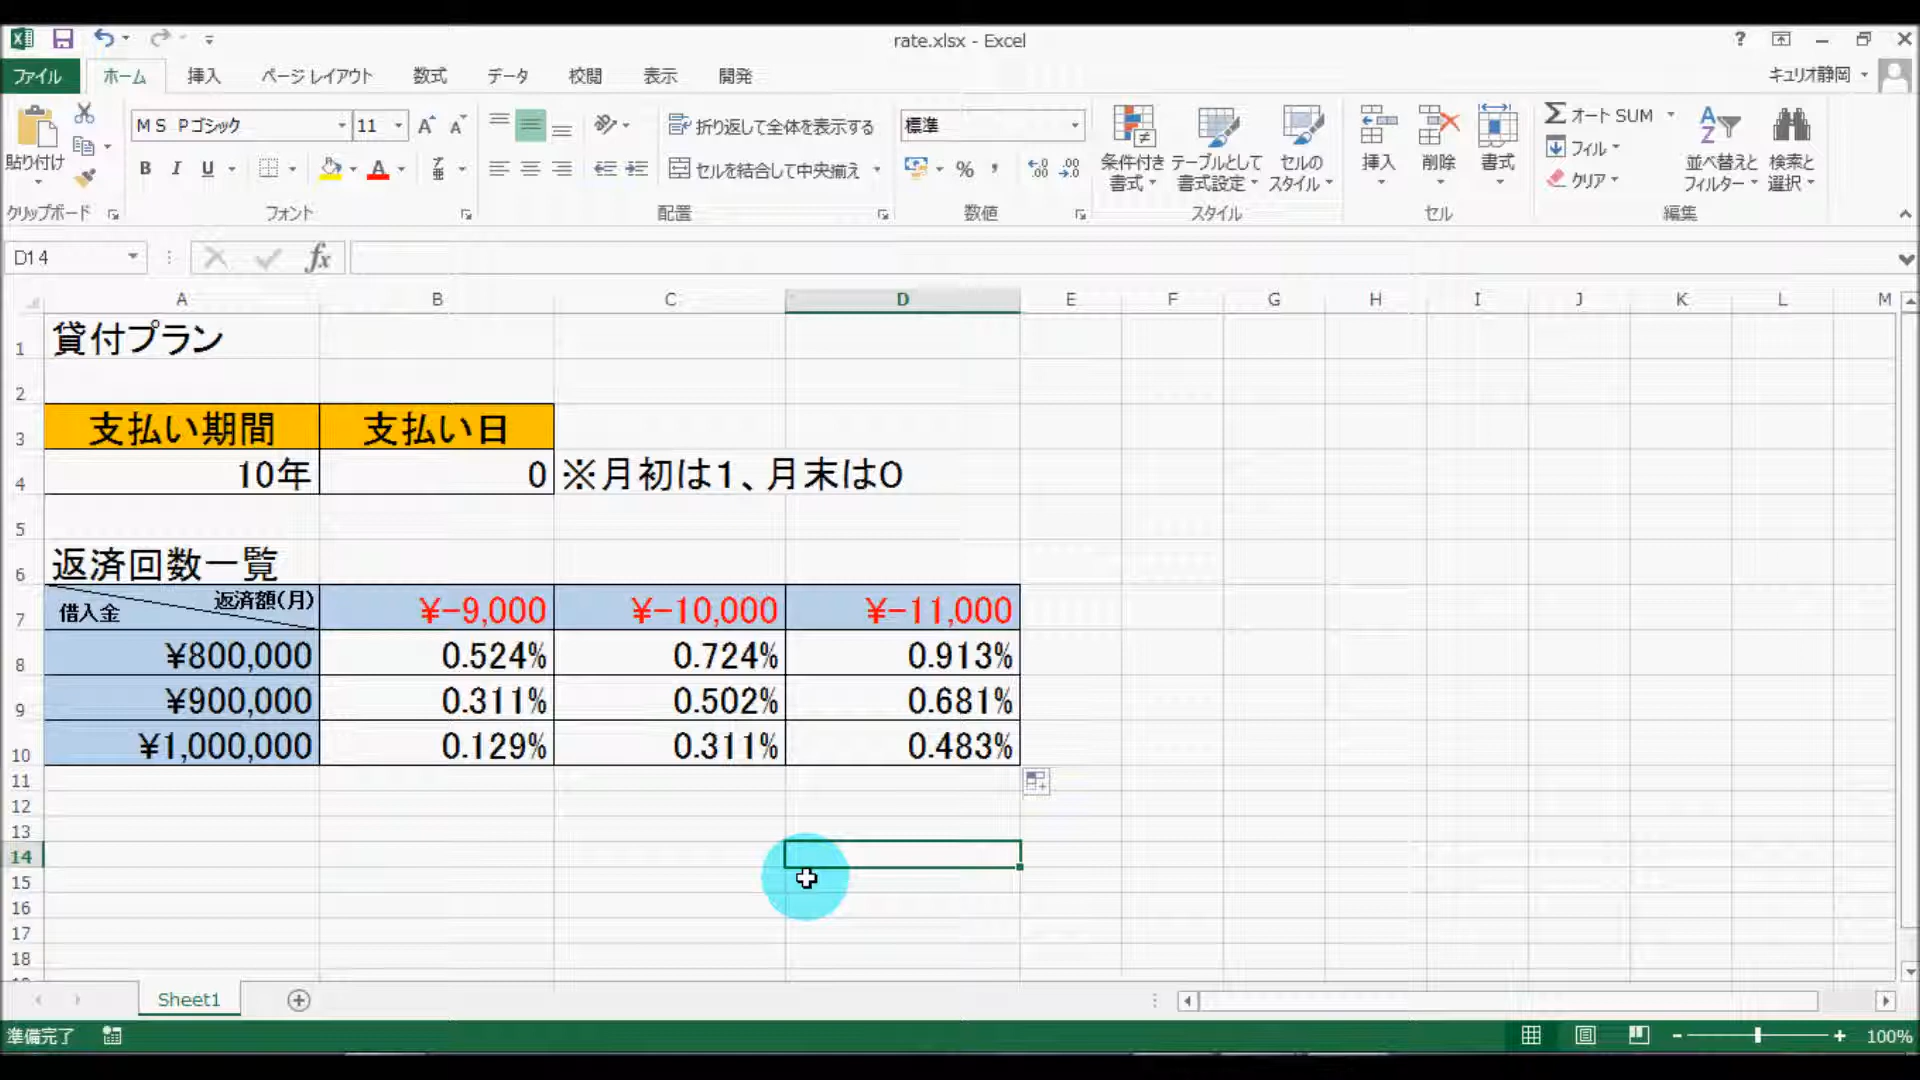 rate.xlsx - Excel
?
ファイル ホーム 挿入 ページ レイアウト 数式 データ 校閲 表示 開発
キュリオ静岡
貼り付け
クリップボード
ＭＳ Ｐゴシック 11
B I U
フォント
折り返して全体を表示する
セルを結合して中央揃え
配置
標準
%
数値
条件付き書式
テーブルとして書式設定
セルのスタイル
スタイル
挿入 削除 書式
セル
オート SUM
フィル
クリア
並べ替えとフィルター
検索と選択
編集
D14
fx
A B C D E F G H I J K L M
1 貸付プラン
2
3 支払い期間 支払い日
4 10年 0 ※月初は1、月末は0
5
6 返済回数一覧
7 返済額(月) 借入金 ¥-9,000 ¥-10,000 ¥-11,000
8 ¥800,000 0.524% 0.724% 0.913%
9 ¥900,000 0.311% 0.502% 0.681%
10 ¥1,000,000 0.129% 0.311% 0.483%
11
12
13
14
15
16
17
18
Sheet1
準備完了
100%